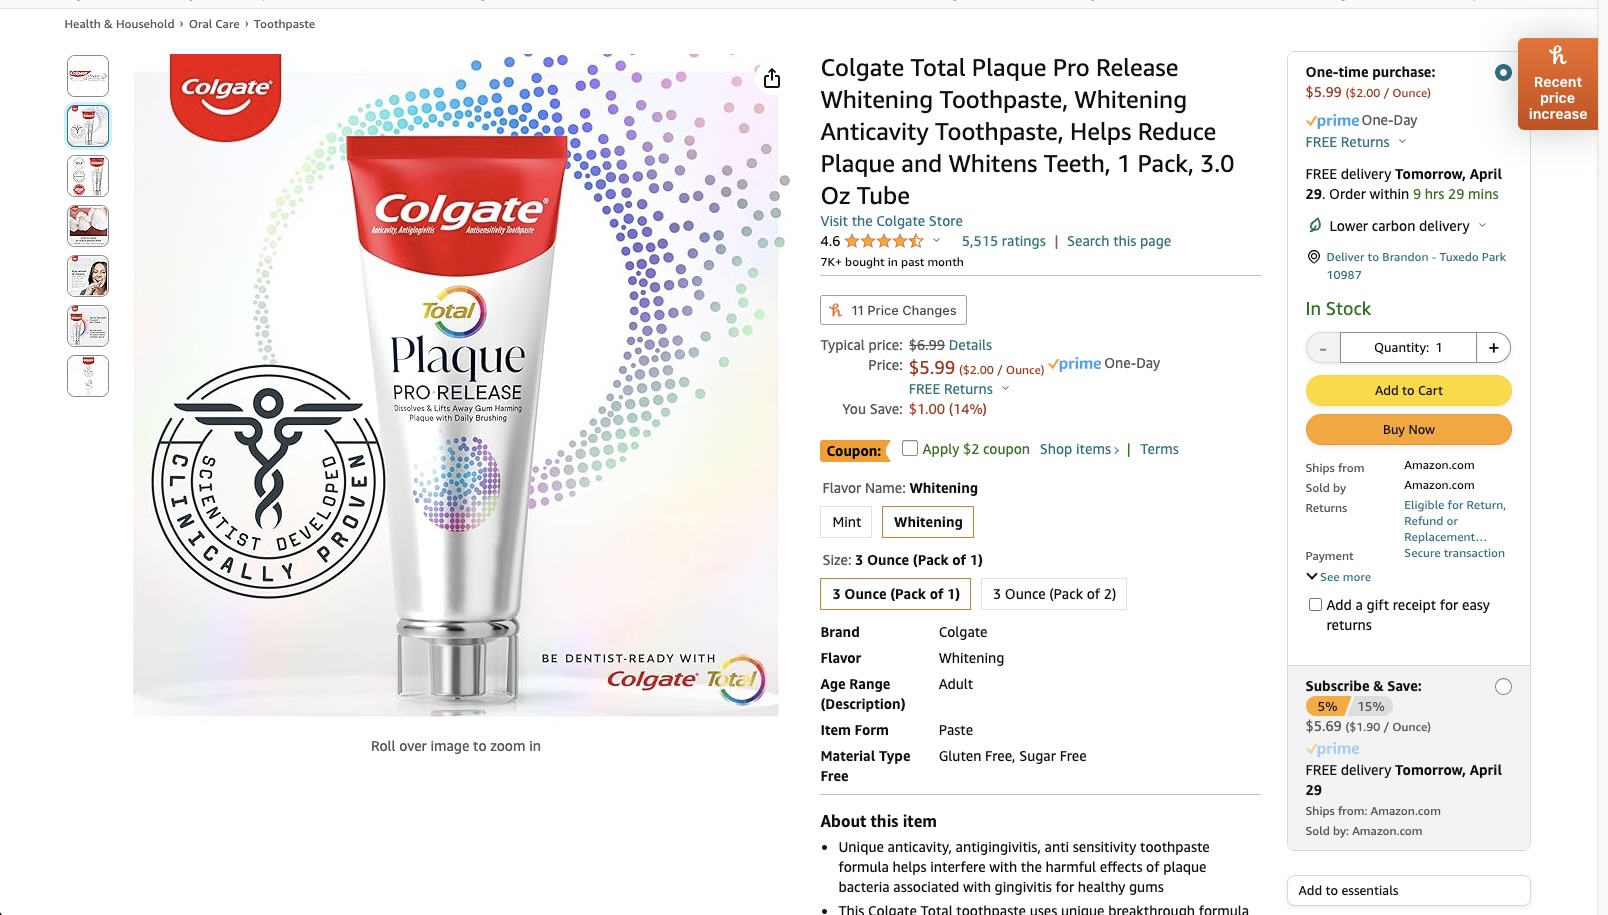 Health & Household › Oral Care › Toothpaste
Colgate
Colgate®
Anticavity, Antigingivitis Antisensitivity Toothpaste
Total
Plaque
PRO RELEASE
Dissolves & Lifts Away Gum Harming
Plaque with Daily Brushing
CLINICALLY PROVEN
SCIENTIST DEVELOPED
BE DENTIST-READY WITH
Colgate® Total
Roll over image to zoom in
Colgate Total Plaque Pro Release
Whitening Toothpaste, Whitening
Anticavity Toothpaste, Helps Reduce
Plaque and Whitens Teeth, 1 Pack, 3.0
Oz Tube
Visit the Colgate Store
4.6 5,515 ratings | Search this page
7K+ bought in past month
11 Price Changes
Typical price: $6.99 Details
Price: $5.99 ($2.00 / Ounce) prime One-Day
FREE Returns
You Save: $1.00 (14%)
Coupon: Apply $2 coupon Shop items › | Terms
Flavor Name: Whitening
Mint Whitening
Size: 3 Ounce (Pack of 1)
3 Ounce (Pack of 1) 3 Ounce (Pack of 2)
Brand Colgate
Flavor Whitening
Age Range Adult
(Description)
Item Form Paste
Material Type Gluten Free, Sugar Free
Free
About this item
• Unique anticavity, antigingivitis, anti sensitivity toothpaste
formula helps interfere with the harmful effects of plaque
bacteria associated with gingivitis for healthy gums
• This Colgate Total toothpaste uses unique breakthrough formula
One-time purchase:
$5.99 ($2.00 / Ounce)
prime One-Day
FREE Returns
FREE delivery Tomorrow, April
29. Order within 9 hrs 29 mins
Lower carbon delivery
Deliver to Brandon - Tuxedo Park
10987
In Stock
- Quantity: 1 +
Add to Cart
Buy Now
Ships from Amazon.com
Sold by Amazon.com
Returns Eligible for Return,
Refund or
Replacement…
Payment Secure transaction
See more
Add a gift receipt for easy
returns
Subscribe & Save:
5% 15%
$5.69 ($1.90 / Ounce)
prime
FREE delivery Tomorrow, April
29
Ships from: Amazon.com
Sold by: Amazon.com
Add to essentials
Recent
price
increase